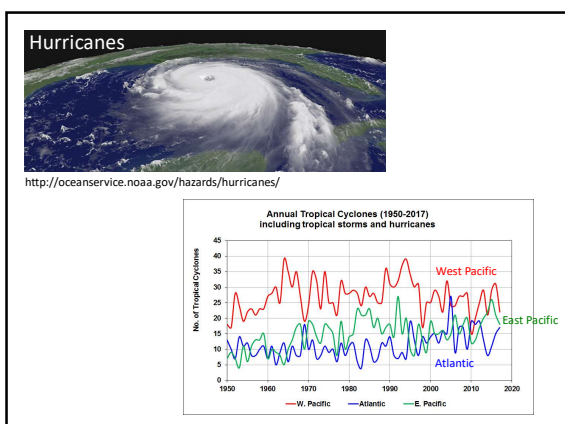 Hurricanes
http://oceanservice.noaa.gov/hazards/hurricanes/
Annual Tropical Cyclones (1950-2017)
including tropical storms and hurricanes
No. of Tropical Cyclones
45
40
35
30
25
20
15
10
5
0
West Pacific
East Pacific
Atlantic
1950 1960 1970 1980 1990 2000 2010 2020
W. Pacific Atlantic E. Pacific